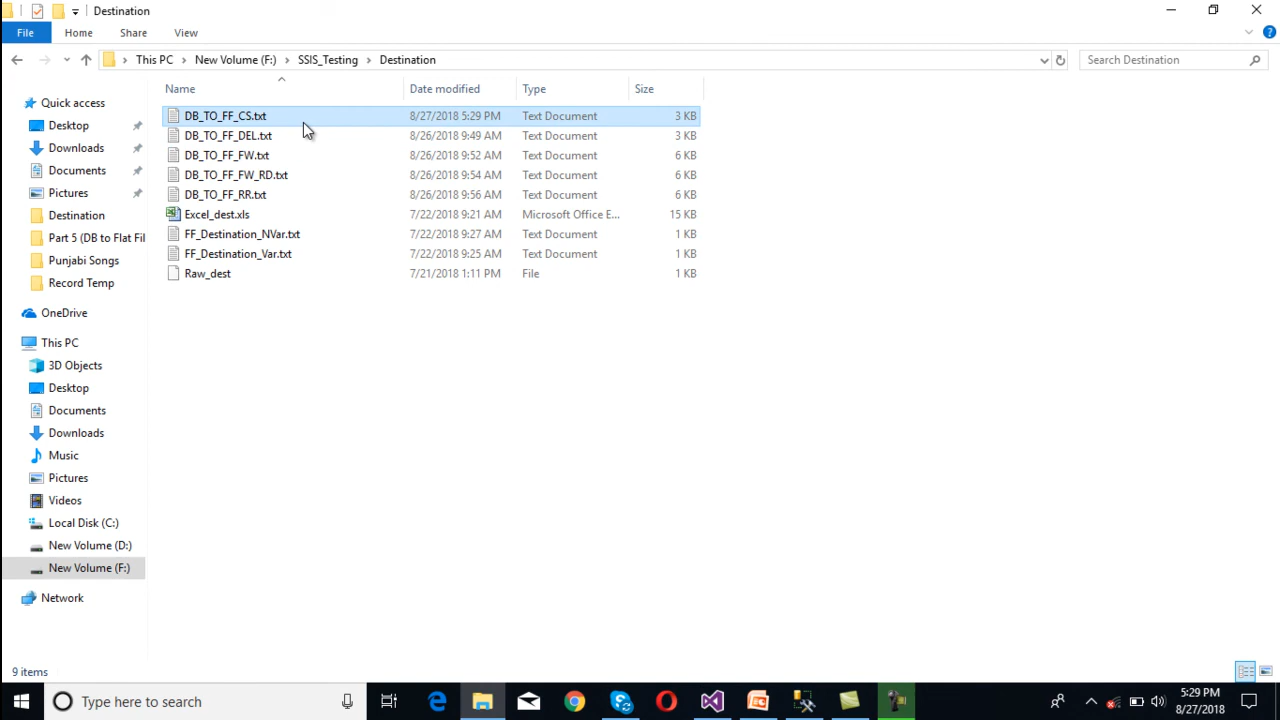 Destination
File Home Share View
This PC New Volume (F:) SSIS_Testing Destination Search Destination
Name Date modified Type Size
DB_TO_FF_CS.txt 8/27/2018 5:29 PM Text Document 3 KB
DB_TO_FF_DEL.txt 8/26/2018 9:49 AM Text Document 3 KB
DB_TO_FF_FW.txt 8/26/2018 9:52 AM Text Document 6 KB
DB_TO_FF_FW_RD.txt 8/26/2018 9:54 AM Text Document 6 KB
DB_TO_FF_RR.txt 8/26/2018 9:56 AM Text Document 6 KB
Excel_dest.xls 7/22/2018 9:21 AM Microsoft Office E... 15 KB
FF_Destination_NVar.txt 7/22/2018 9:27 AM Text Document 1 KB
FF_Destination_Var.txt 7/22/2018 9:25 AM Text Document 1 KB
Raw_dest 7/21/2018 1:11 PM File 1 KB
Quick access
Desktop
Downloads
Documents
Pictures
Destination
Part 5 (DB to Flat Fil
Punjabi Songs
Record Temp
OneDrive
This PC
3D Objects
Desktop
Documents
Downloads
Music
Pictures
Videos
Local Disk (C:)
New Volume (D:)
New Volume (F:)
Network
9 items
Type here to search
5:29 PM
8/27/2018